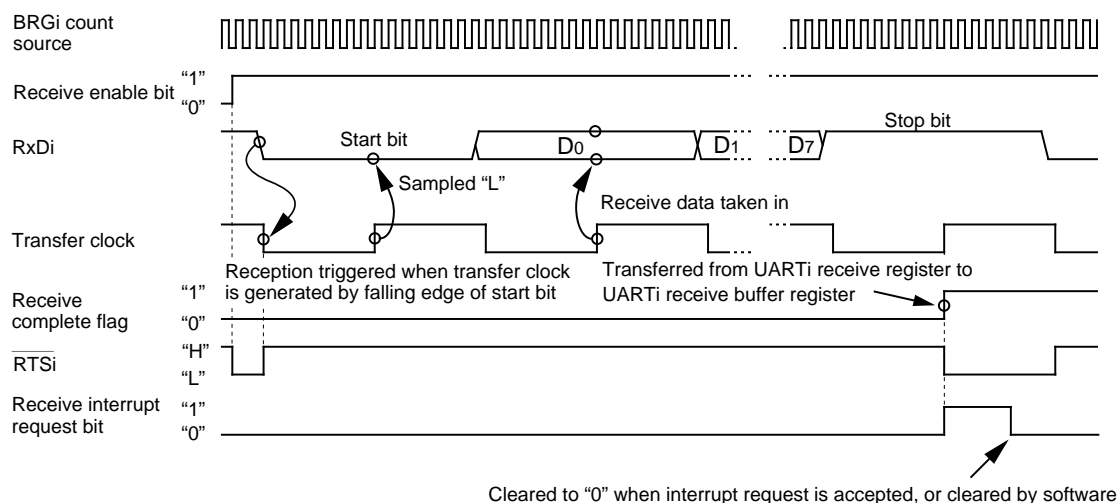 BRGi count
source
Receive enable bit
“1”
“0”
RxDi
Start bit
D0
D1
D7
Stop bit
Sampled “L”
Receive data taken in
Transfer clock
Reception triggered when transfer clock
is generated by falling edge of start bit
Transferred from UARTi receive register to
UARTi receive buffer register
Receive
complete flag
“1”
“0”
RTSi
“H”
“L”
Receive interrupt
request bit
“1”
“0”
Cleared to “0” when interrupt request is accepted, or cleared by software